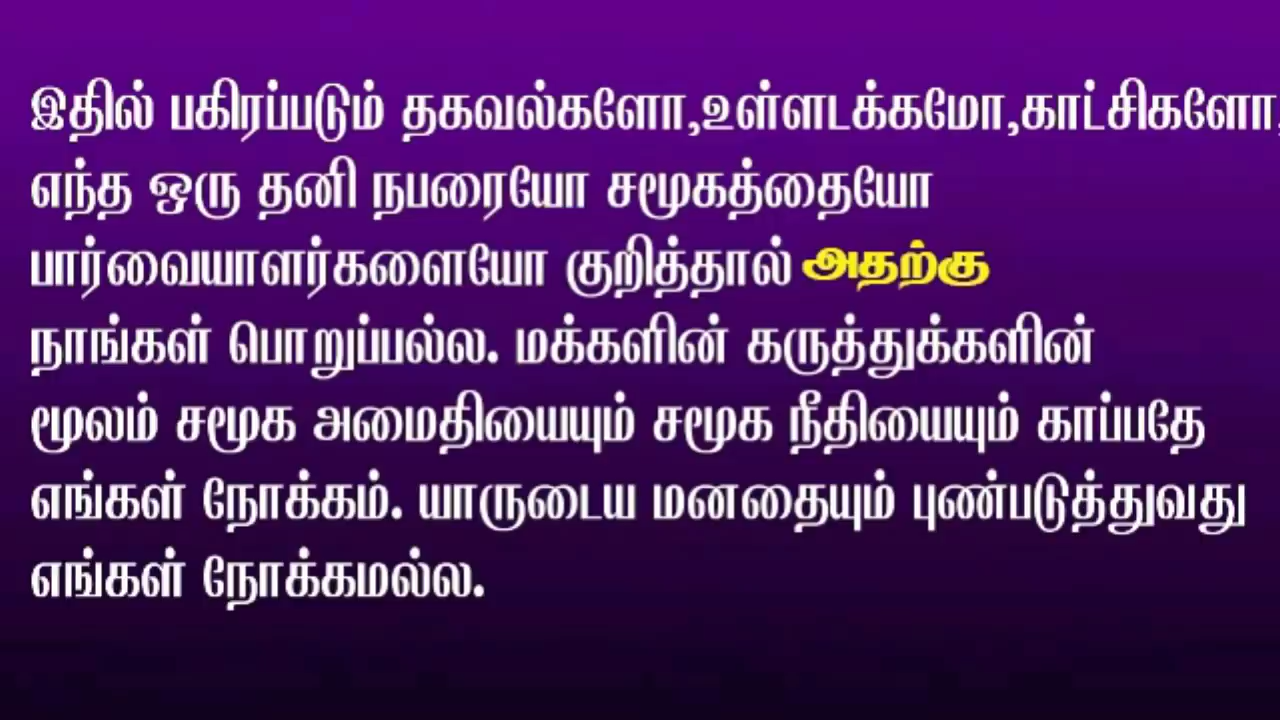 இதில் பகிரப்படும் தகவல்களோ,உள்ளடக்கமோ,காட்சிகளோ,
எந்த ஒரு தனி நபரையோ சமூகத்தையோ
பார்வையாளர்களையோ குறித்தால் அதற்கு
நாங்கள் பொறுப்பல்ல. மக்களின் கருத்துக்களின்
மூலம் சமூக அமைதியையும் சமூக நீதியையும் காப்பதே
எங்கள் நோக்கம். யாருடைய மனதையும் புண்படுத்துவது
எங்கள் நோக்கமல்ல.